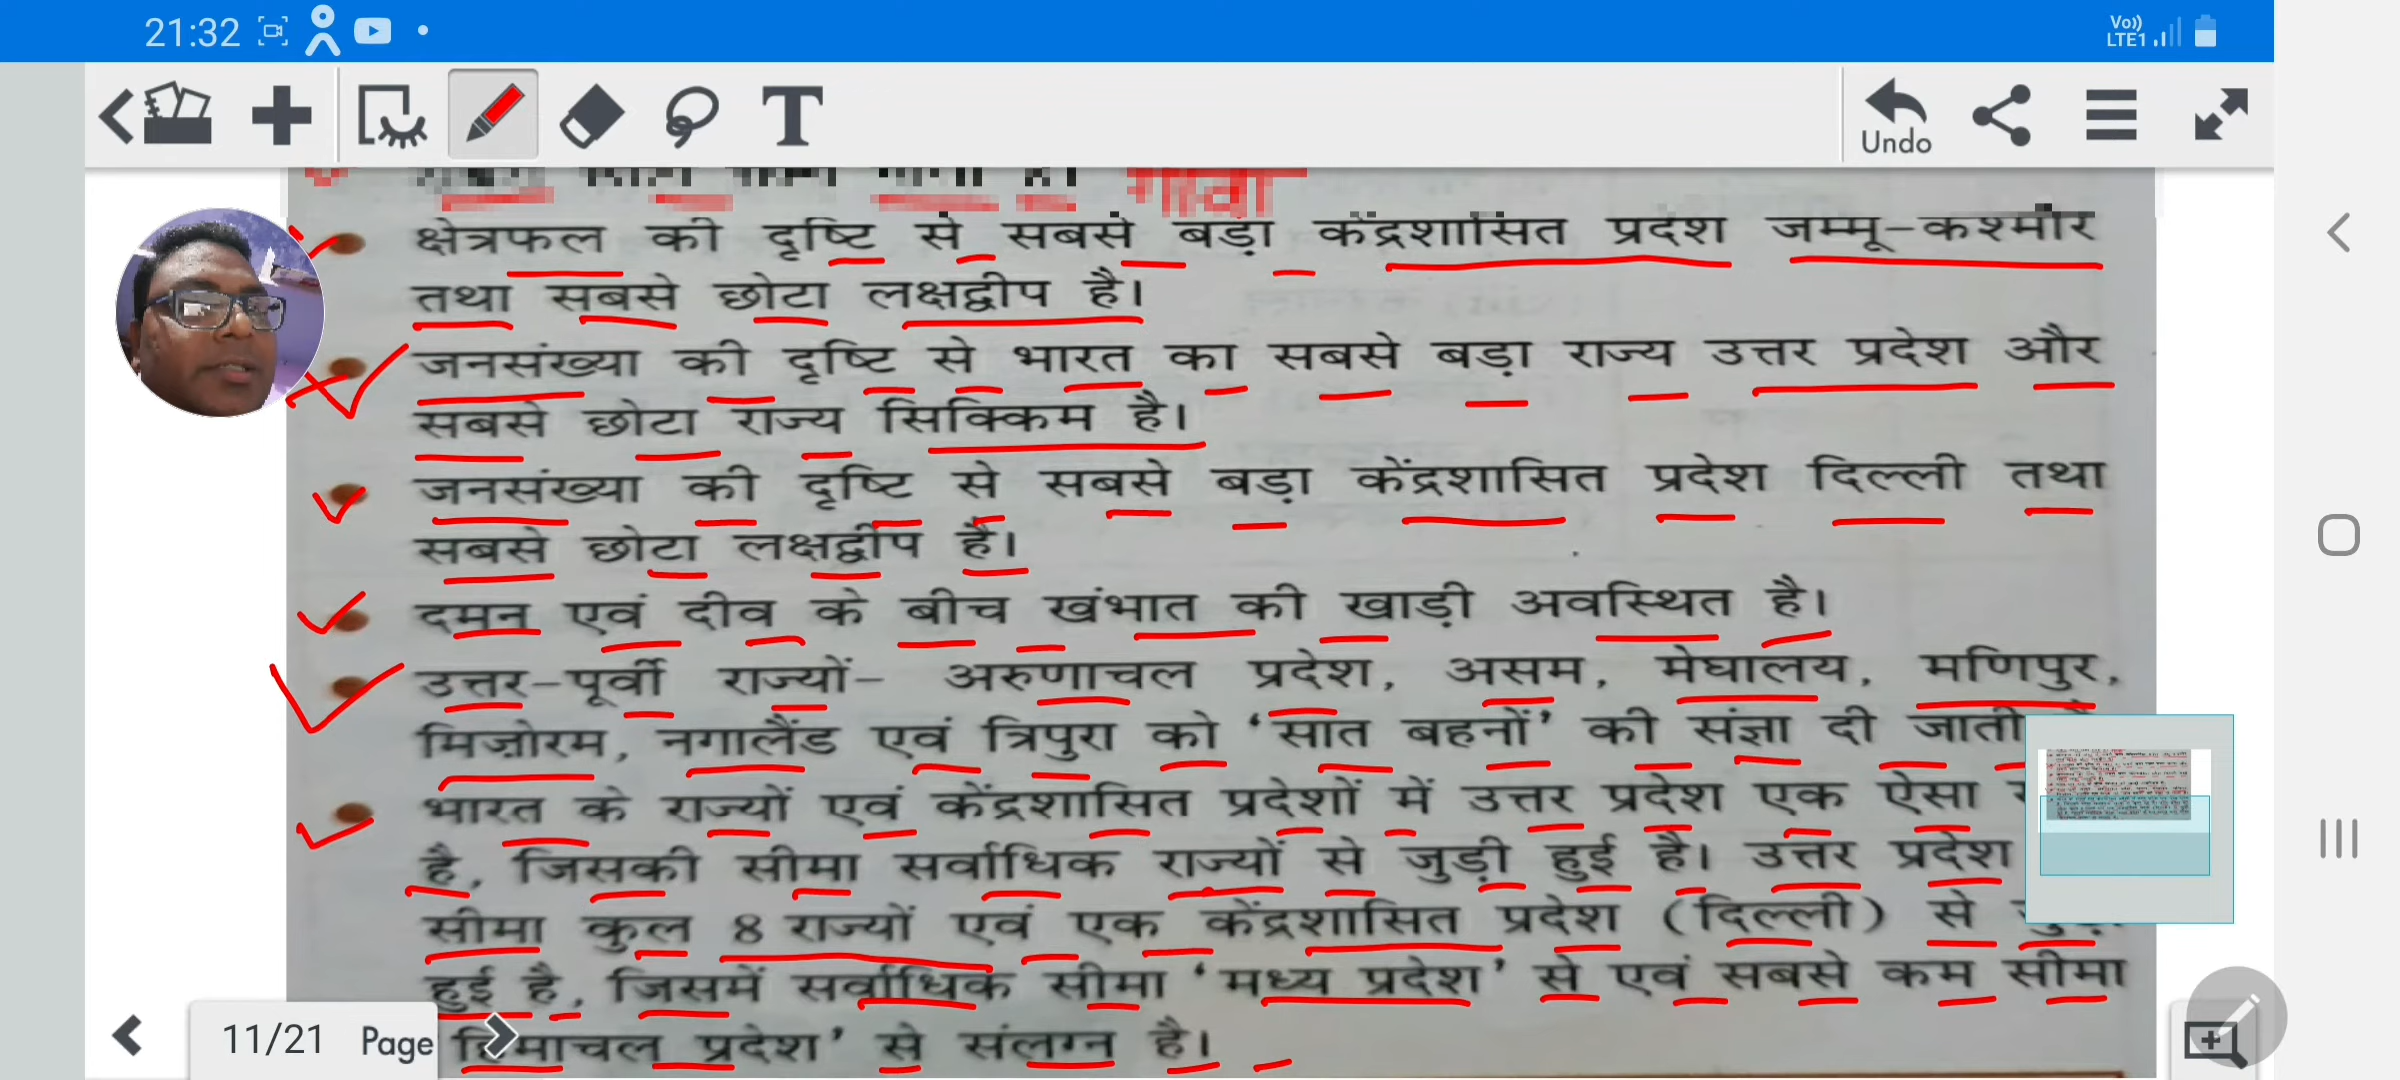 21:32
Vo)) LTE1
T
Undo
गोवा
क्षेत्रफल की दृष्टि से सबसे बड़ा केंद्रशासित प्रदेश जम्मू-कश्मीर
तथा सबसे छोटा लक्षद्वीप है।
जनसंख्या की दृष्टि से भारत का सबसे बड़ा राज्य उत्तर प्रदेश और
सबसे छोटा राज्य सिक्किम है।
जनसंख्या की दृष्टि से सबसे बड़ा केंद्रशासित प्रदेश दिल्ली तथा
सबसे छोटा लक्षद्वीप है।
दमन एवं दीव के बीच खंभात की खाड़ी अवस्थित है।
उत्तर-पूर्वी राज्यों- अरुणाचल प्रदेश, असम, मेघालय, मणिपुर,
मिज़ोरम, नगालैंड एवं त्रिपुरा को 'सात बहनों' की संज्ञा दी जाती
भारत के राज्यों एवं केंद्रशासित प्रदेशों में उत्तर प्रदेश एक ऐसा
है, जिसकी सीमा सर्वाधिक राज्यों से जुड़ी हुई है। उत्तर प्रदेश
सीमा कुल 8 राज्यों एवं एक केंद्रशासित प्रदेश (दिल्ली) से
हुई है, जिसमें सर्वाधिक सीमा 'मध्य प्रदेश' से एवं सबसे कम सीमा
हिमाचल प्रदेश' से संलग्न है।
11/21 Page